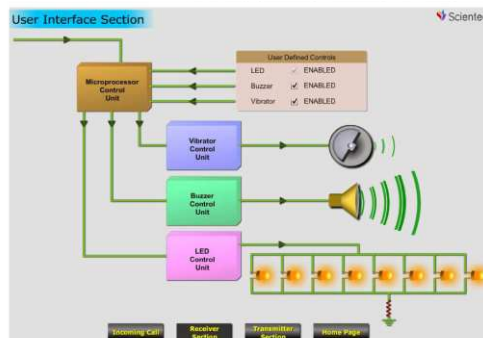 User Interface Section
Scientec
User Defined Controls
LED ENABLED
Buzzer ENABLED
Vibrator ENABLED
Microprocessor
Control
Unit
Vibrator
Control
Unit
Buzzer
Control
Unit
LED
Control
Unit
Incoming Call
Receiver
Section
Transmitter
Section
Home Page